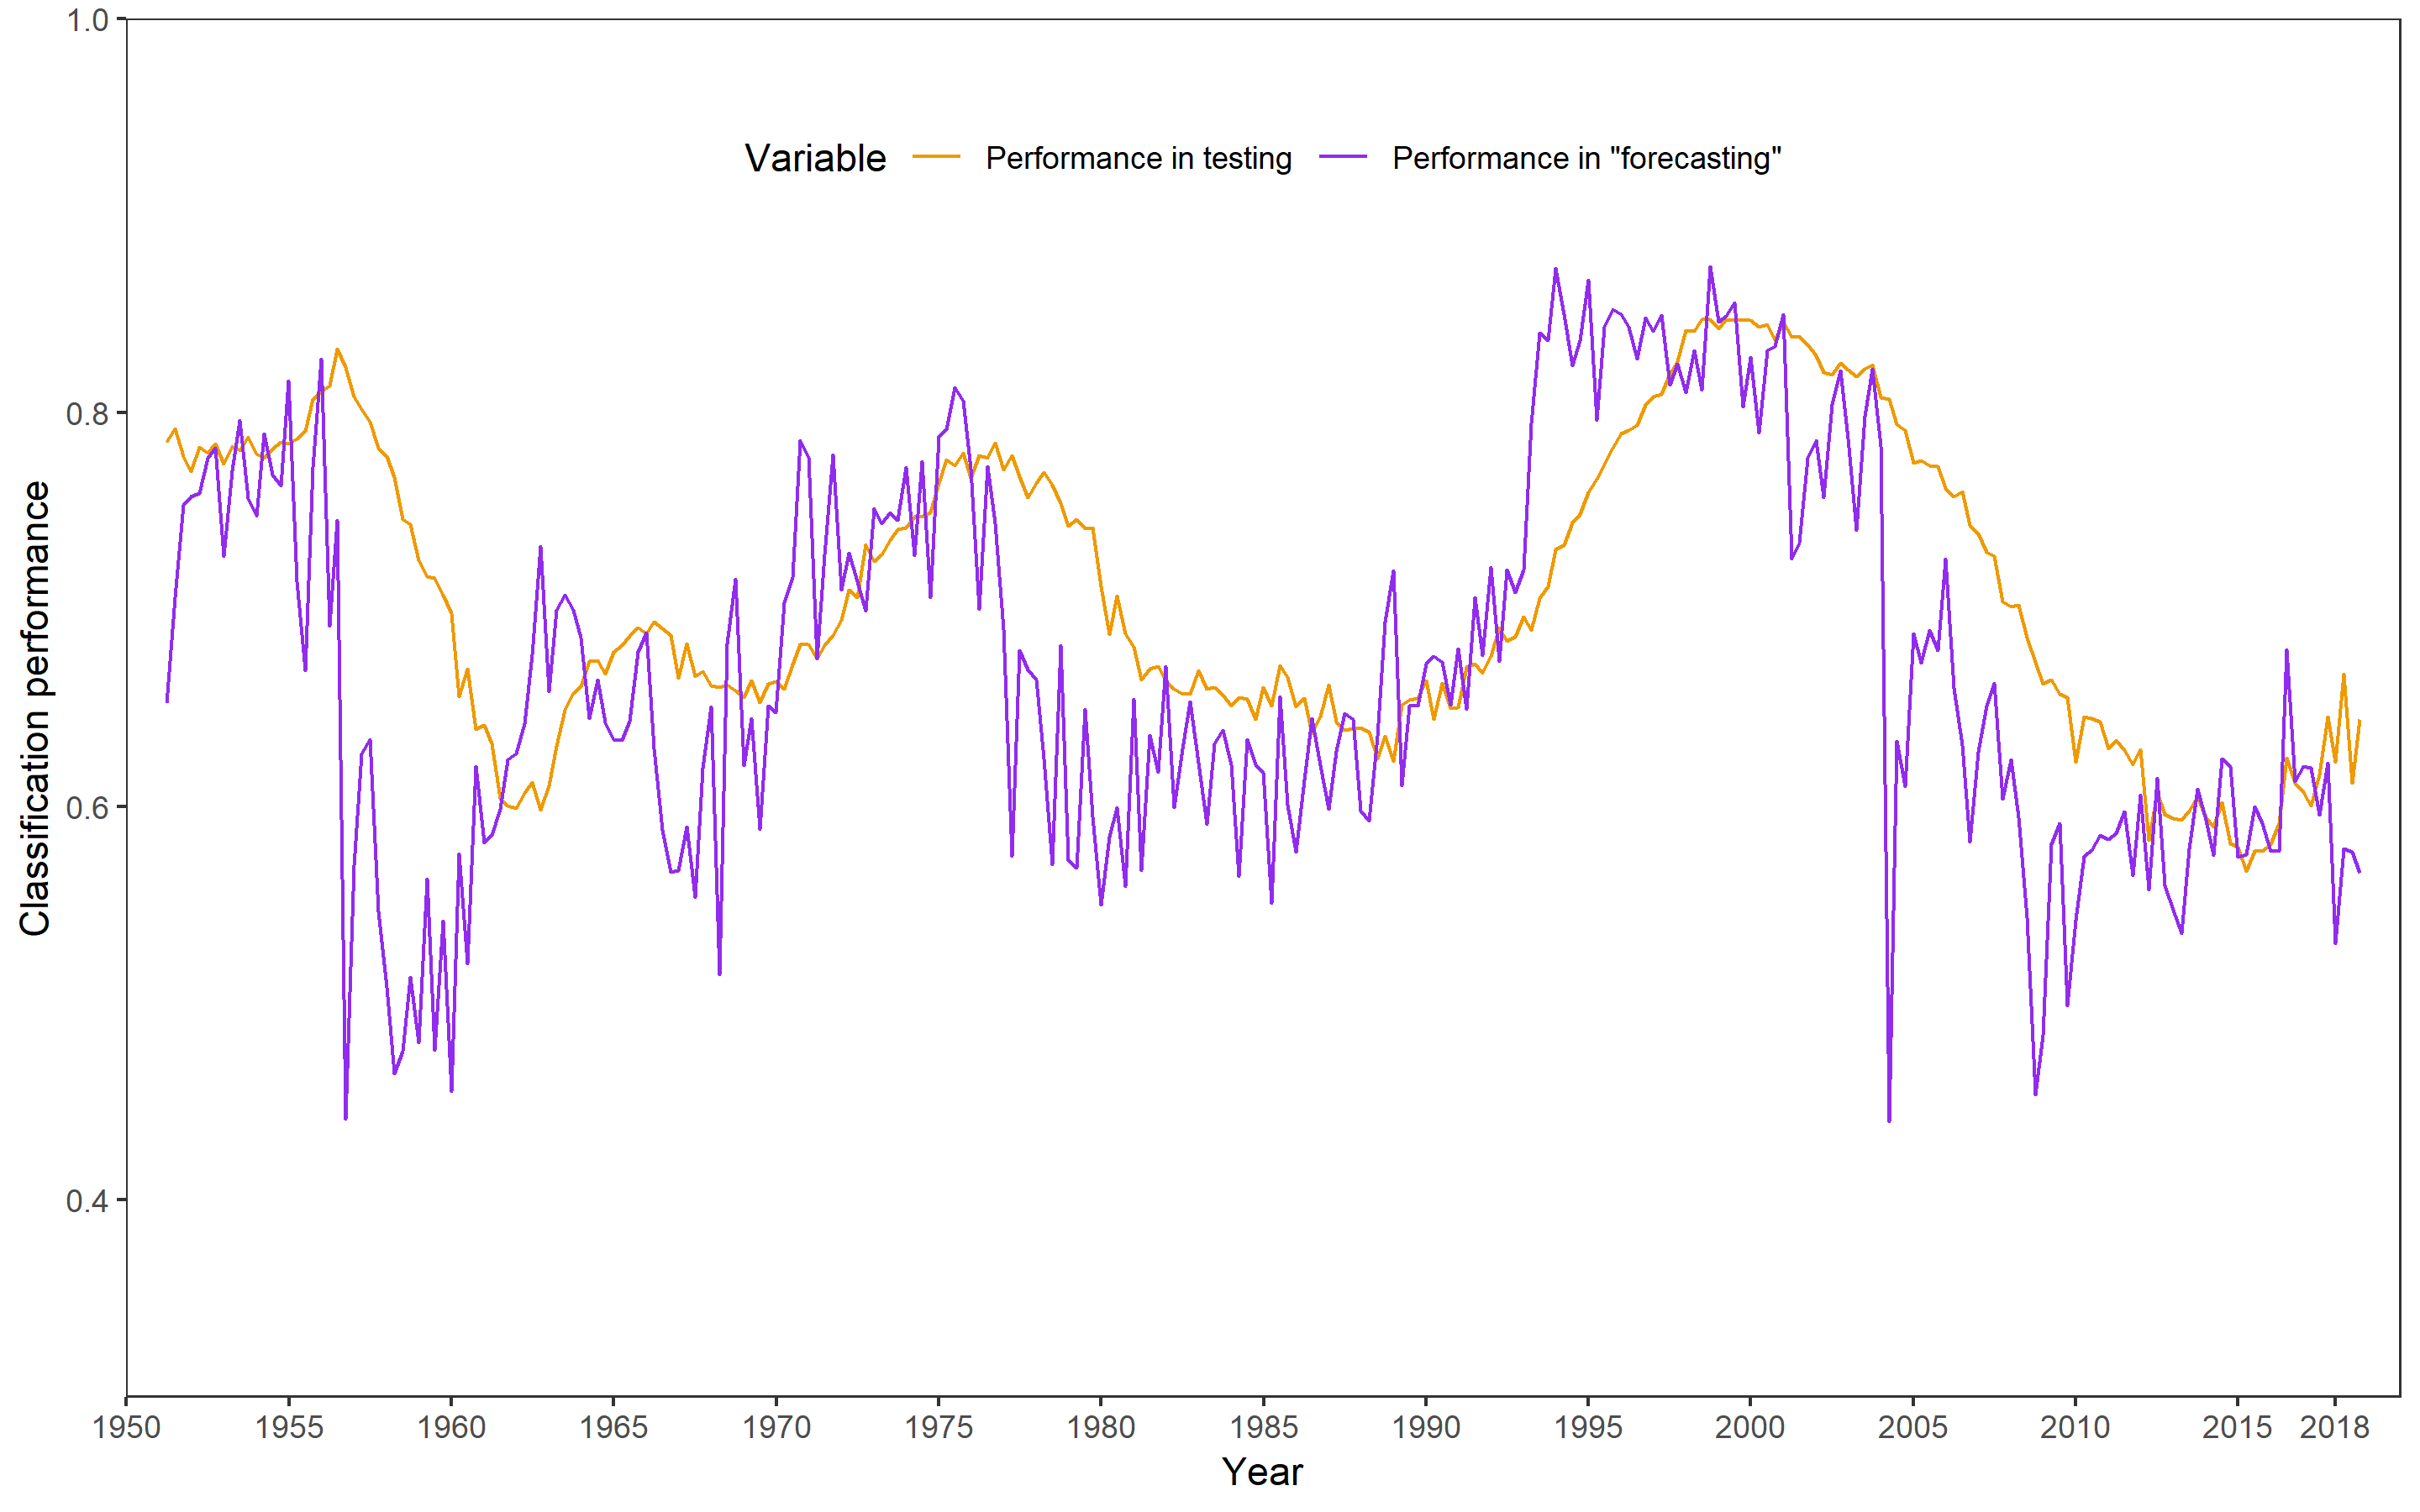 1.0
0.8
0.6
0.4
Classification performance
Variable Performance in testing Performance in "forecasting"
1950 1955 1960 1965 1970 1975 1980 1985 1990 1995 2000 2005 2010 2015 2018
Year